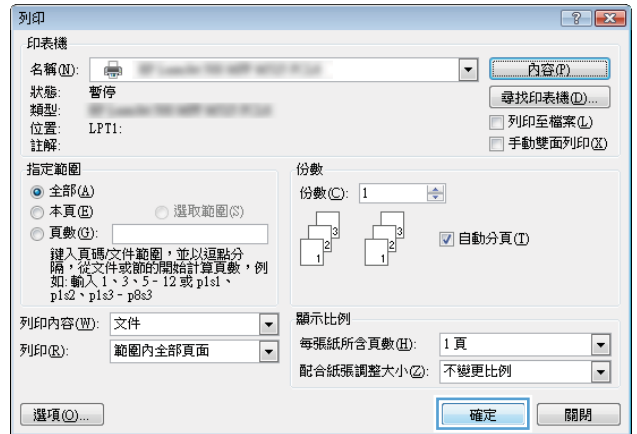 列印
印表機
名稱(N):
內容(P)
狀態: 暫停
尋找印表機(D)...
類型:
位置: LPT1:
列印至檔案(L)
註解:
手動雙面列印(X)
指定範圍
全部(A)
本頁(E) 選取範圍(S)
頁數(G):
鍵入頁碼/文件範圍，並以逗點分
隔，從文件或節的開始計算頁數，例
如: 輸入 1、3、5 - 12 或 p1s1、
p1s2、p1s3 - p8s3
份數
份數(C): 1
1 2 3 1 2 3
自動分頁(T)
列印內容(W): 文件
列印(R): 範圍內全部頁面
顯示比例
每張紙所含頁數(H): 1 頁
配合紙張調整大小(Z): 不變更比例
選項(O)...
確定
關閉